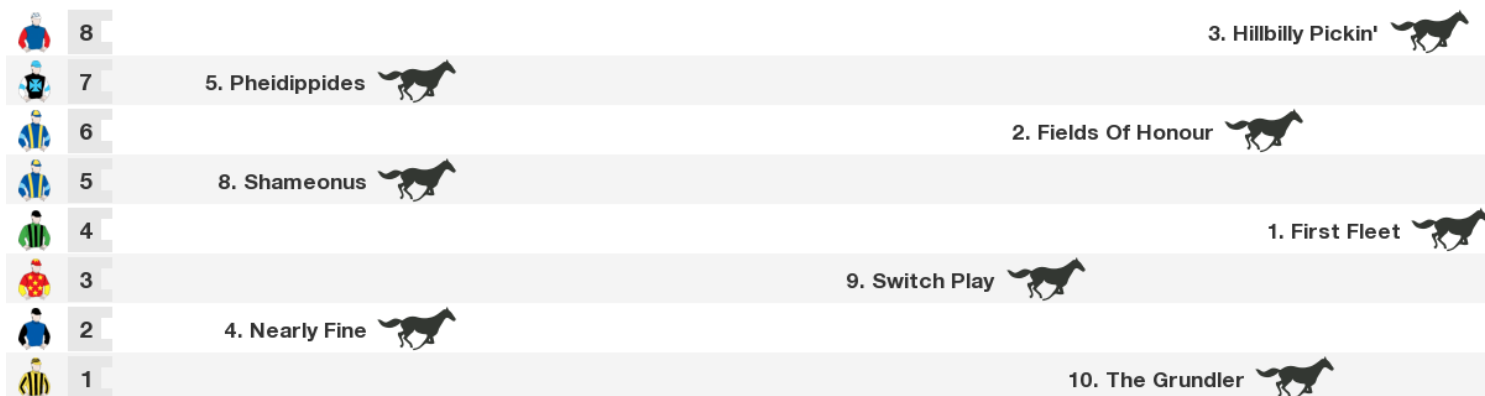 8 3. Hillbilly Pickin'
7 5. Pheidippides
6 2. Fields Of Honour
5 8. Shameonus
4 1. First Fleet
3 9. Switch Play
2 4. Nearly Fine
1 10. The Grundler